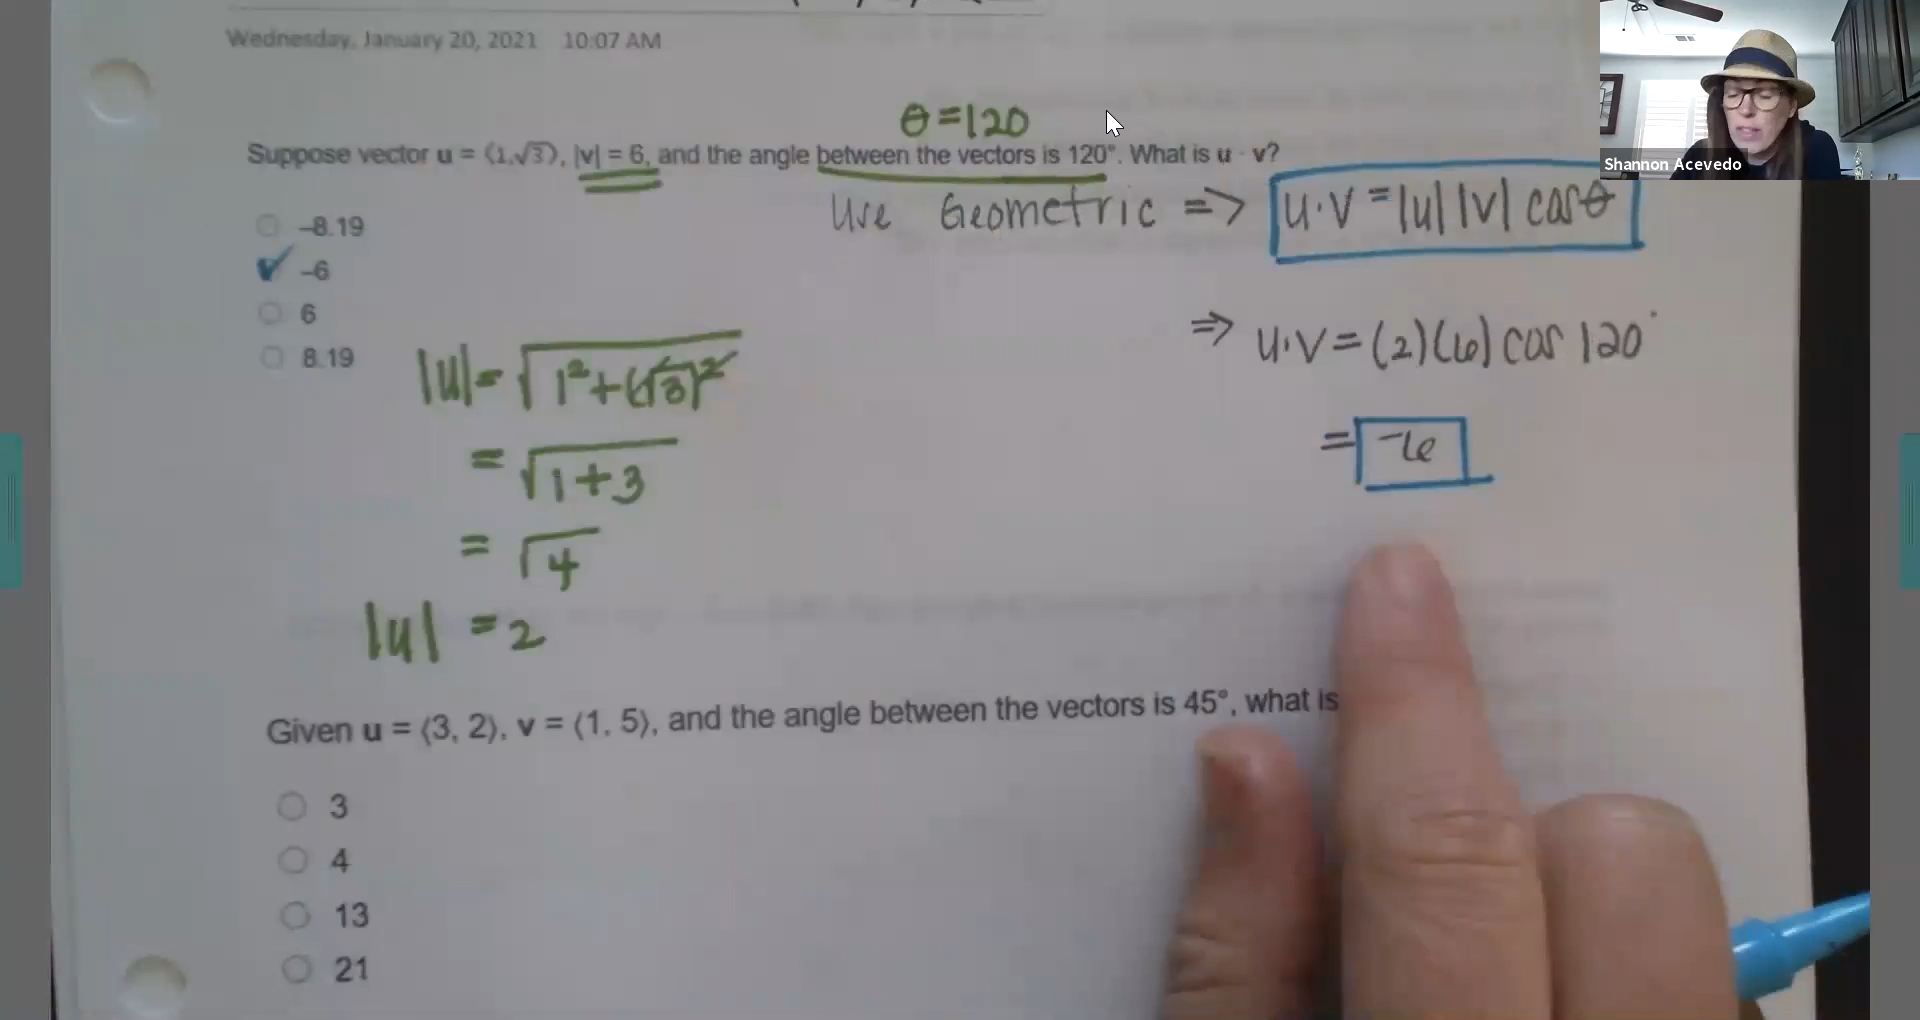 Wednesday, January 20, 2021 10:07 AM
Shannon Acevedo
θ = 120
Suppose vector u = ⟨1,√3⟩, |v| = 6, and the angle between the vectors is 120°. What is u · v?
Use Geometric ⇒ u·v = |u| |v| cos θ
–8.19
–6
6
8.19
⇒ u·v = (2)(6) cos 120°
= -6
|u| = √1² + (√3)²
= √1 + 3
= √4
|u| = 2
Given u = ⟨3, 2⟩, v = ⟨1, 5⟩, and the angle between the vectors is 45°, what is
3
4
13
21